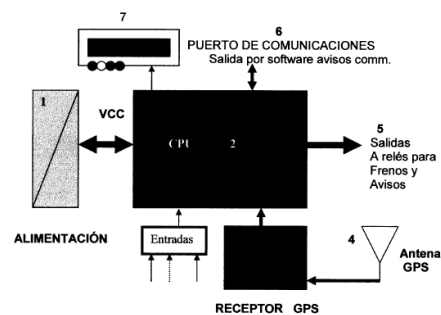 7
6
PUERTO DE COMUNICACIONES
Salida por software avisos comm.
1
VCC
CPU 2
5
Salidas
A relés para
Frenos y
Avisos
ALIMENTACIÓN
Entradas
4
Antena
GPS
RECEPTOR GPS